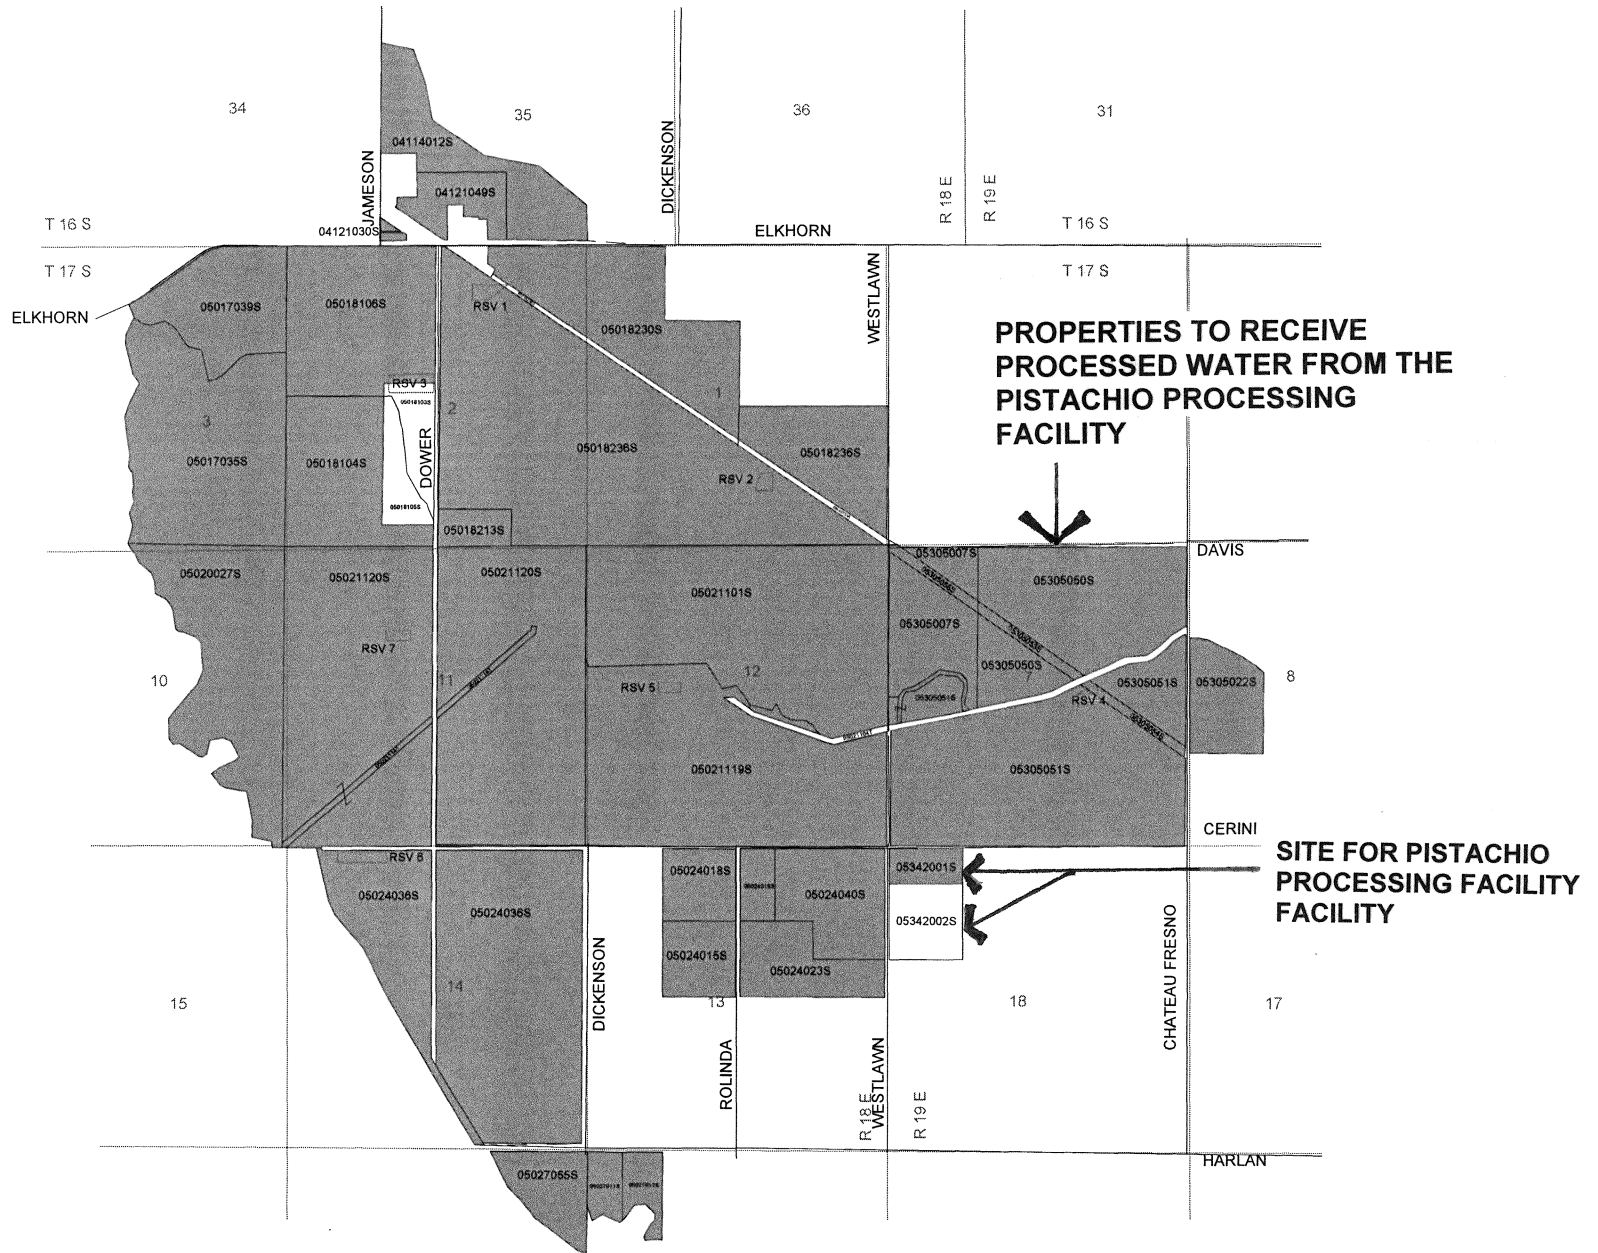 34
35
36
31
04114012S
JAMESON
DICKENSON
04121049S
R 18 E
R 19 E
T 16 S
04121030S
ELKHORN
T 16 S
T 17 S
T 17 S
ELKHORN
05017039S
05018106S
RSV 1
05018230S
WESTLAWN
PROPERTIES TO RECEIVE
PROCESSED WATER FROM THE
PISTACHIO PROCESSING
FACILITY
RSV 3
05018103S
2
1
3
DOWER
05017035S
05018104S
05018236S
05018236S
RSV 2
05018105S
05018213S
DAVIS
05305007S
05020027S
05021120S
05021120S
05021101S
05305050S
05305007S
RSV 7
05305050S
10
11
12
7
8
RSV 5
05305051S
05305051S
05305022S
RSV 4
05021119S
05305051S
CERINI
RSV 6
05024036S
05024036S
05024018S
05024040S
05342001S
SITE FOR PISTACHIO
PROCESSING FACILITY
FACILITY
05342002S
05024015S
05024023S
DICKENSON
CHATEAU FRESNO
15
14
13
18
17
ROLINDA
WESTLAWN
R 18 E
R 19 E
HARLAN
05027055S